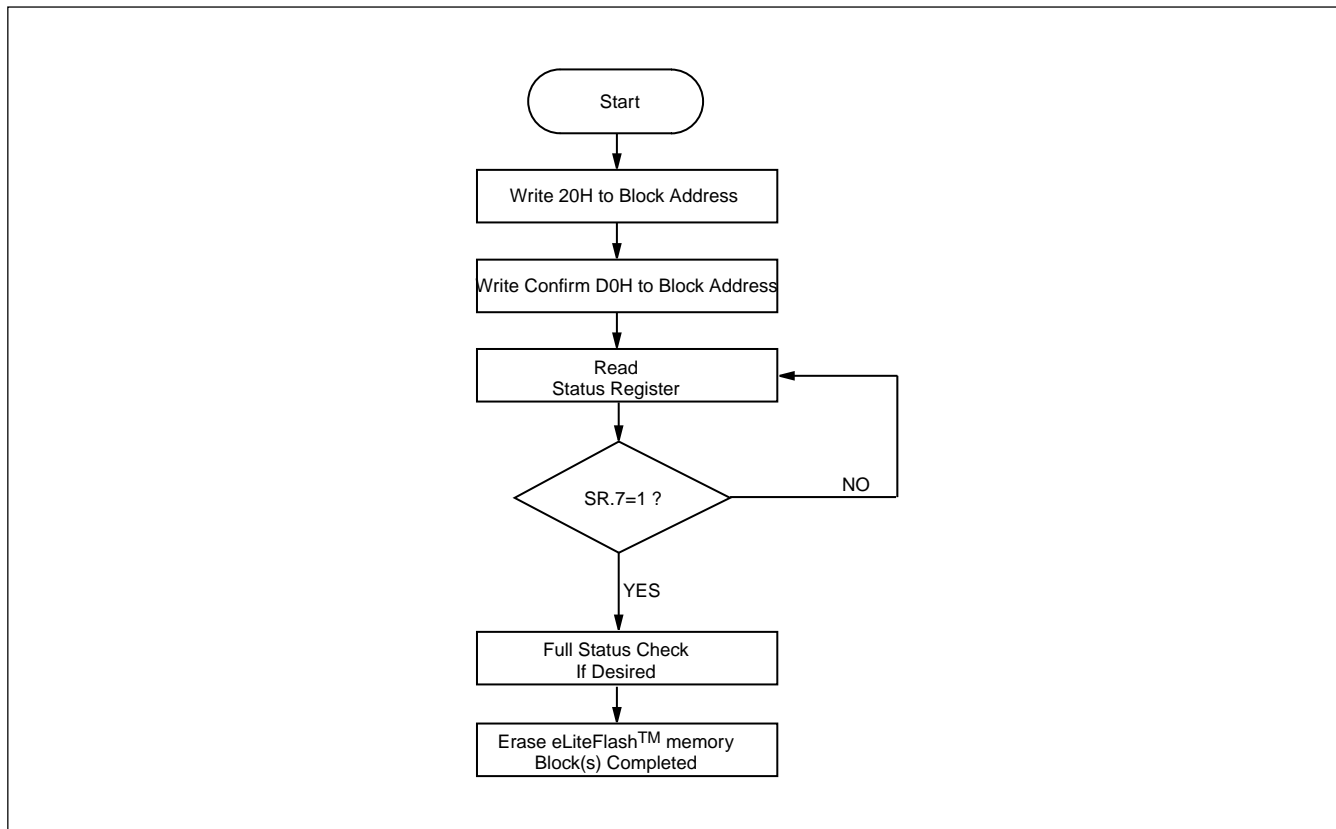 Start
Write 20H to Block Address
Write Confirm D0H to Block Address
Read
Status Register
SR.7=1 ?
NO
YES
Full Status Check
If Desired
Erase eLiteFlash™ memory
Block(s) Completed